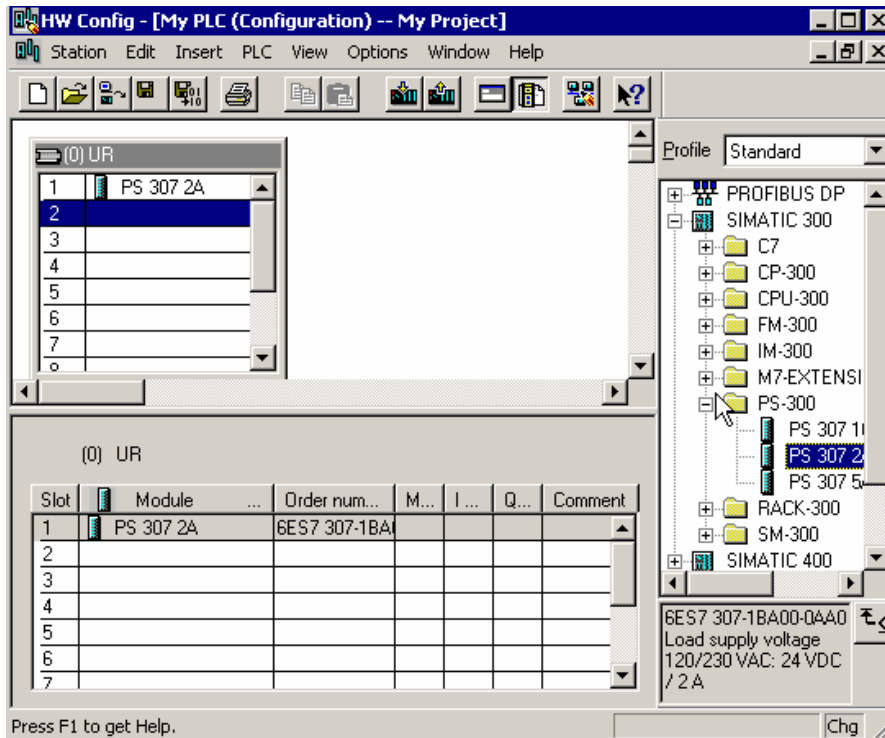 HW Config - [My PLC (Configuration) -- My Project]
Station Edit Insert PLC View Options Window Help
(0) UR
1 PS 307 2A
2
3
4
5
6
7
Profile Standard
PROFIBUS DP
SIMATIC 300
C7
CP-300
CPU-300
FM-300
IM-300
M7-EXTENSI
PS-300
PS 307 1
PS 307 2
PS 307 5
RACK-300
SM-300
SIMATIC 400
(0) UR
Slot Module ... Order num... M... I ... Q... Comment
1 PS 307 2A 6ES7 307-1BA
2
3
4
5
6
7
6ES7 307-1BA00-0AA0
Load supply voltage
120/230 VAC: 24 VDC
/ 2 A
Press F1 to get Help. Chg